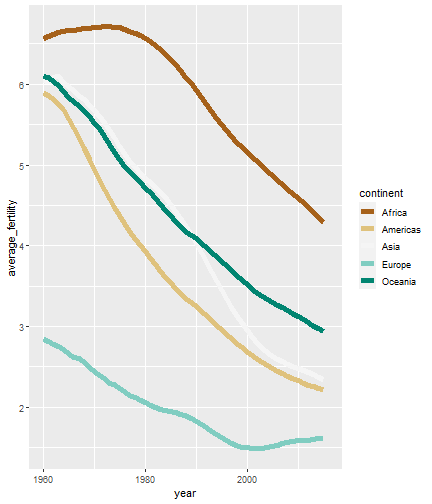 average_fertility
6
5
4
3
2
1960
1980
2000
year
continent
Africa
Americas
Asia
Europe
Oceania